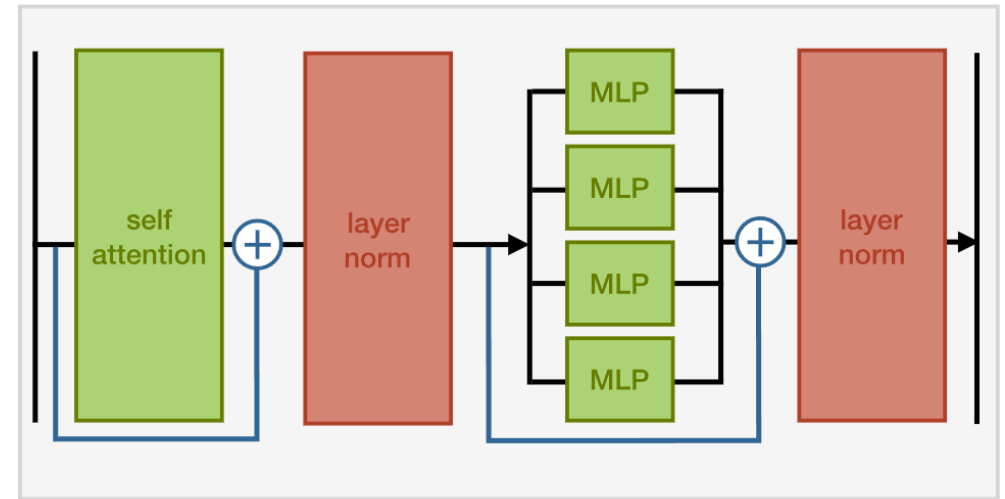 self
attention
layer
norm
MLP
MLP
MLP
MLP
layer
norm